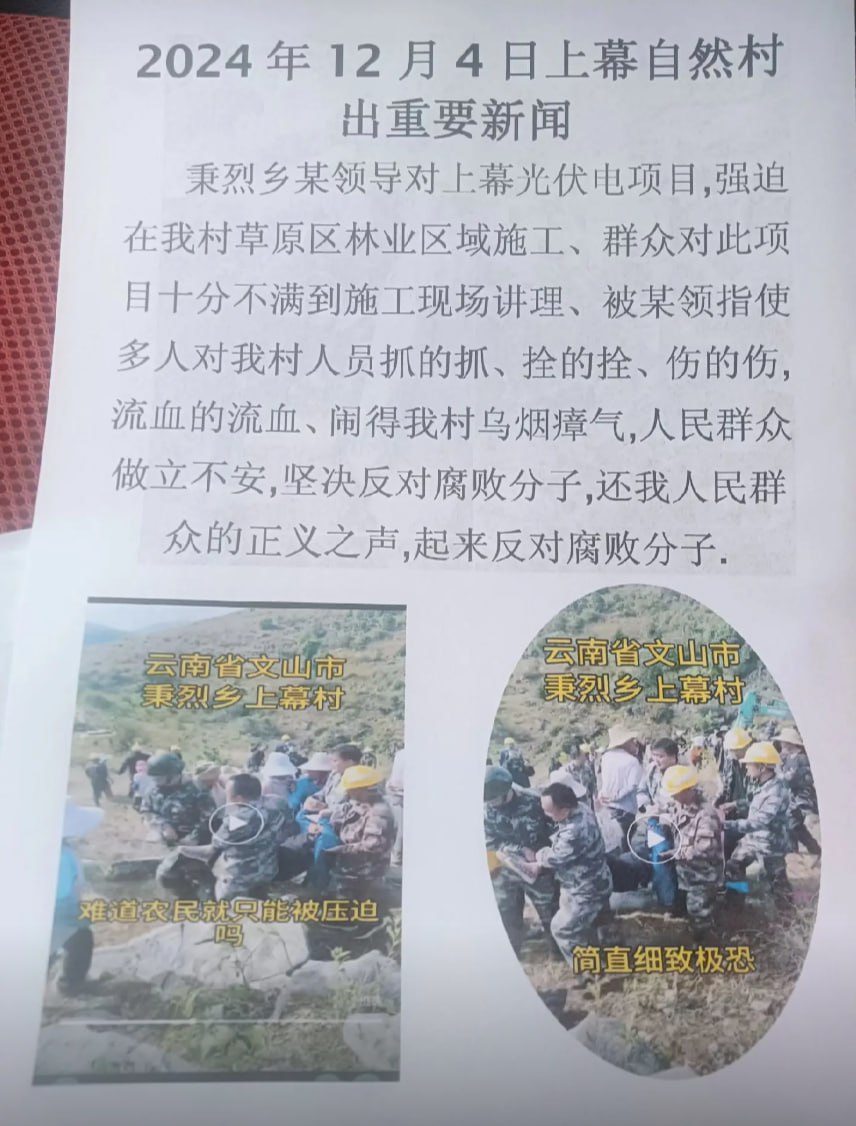 2024年12月4日上幕自然村
出重要新闻
秉烈乡某领导对上幕光伏电项目,强迫
在我村草原区林业区域施工、群众对此项
目十分不满到施工现场讲理、被某领指使
多人对我村人员抓的抓、拴的拴、伤的伤,
流血的流血、闹得我村乌烟瘴气,人民群众
做立不安,坚决反对腐败分子,还我人民群
众的正义之声,起来反对腐败分子.
云南省文山市
秉烈乡上幕村
难道农民就只能被压迫
吗
云南省文山市
秉烈乡上幕村
简直细致极恐